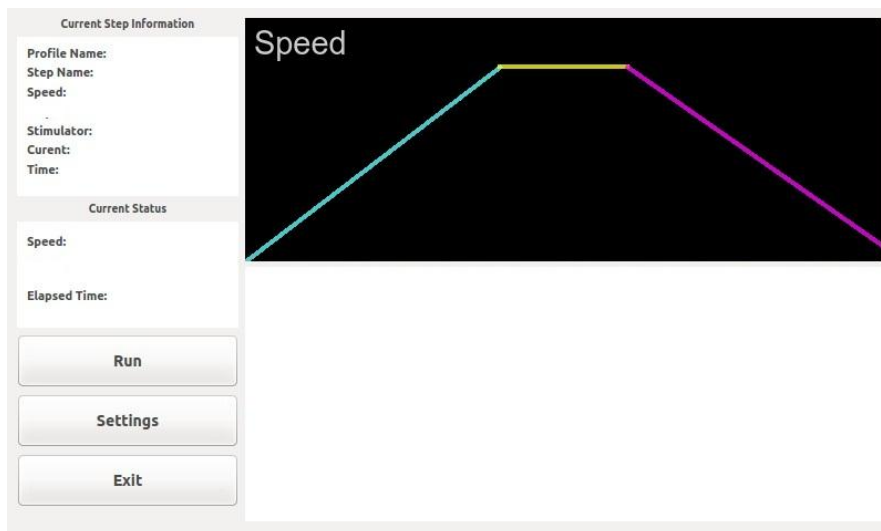 Current Step Information
Profile Name:
Step Name:
Speed:
Stimulator:
Curent:
Time:
Current Status
Speed:
Elapsed Time:
Run
Settings
Exit
Speed